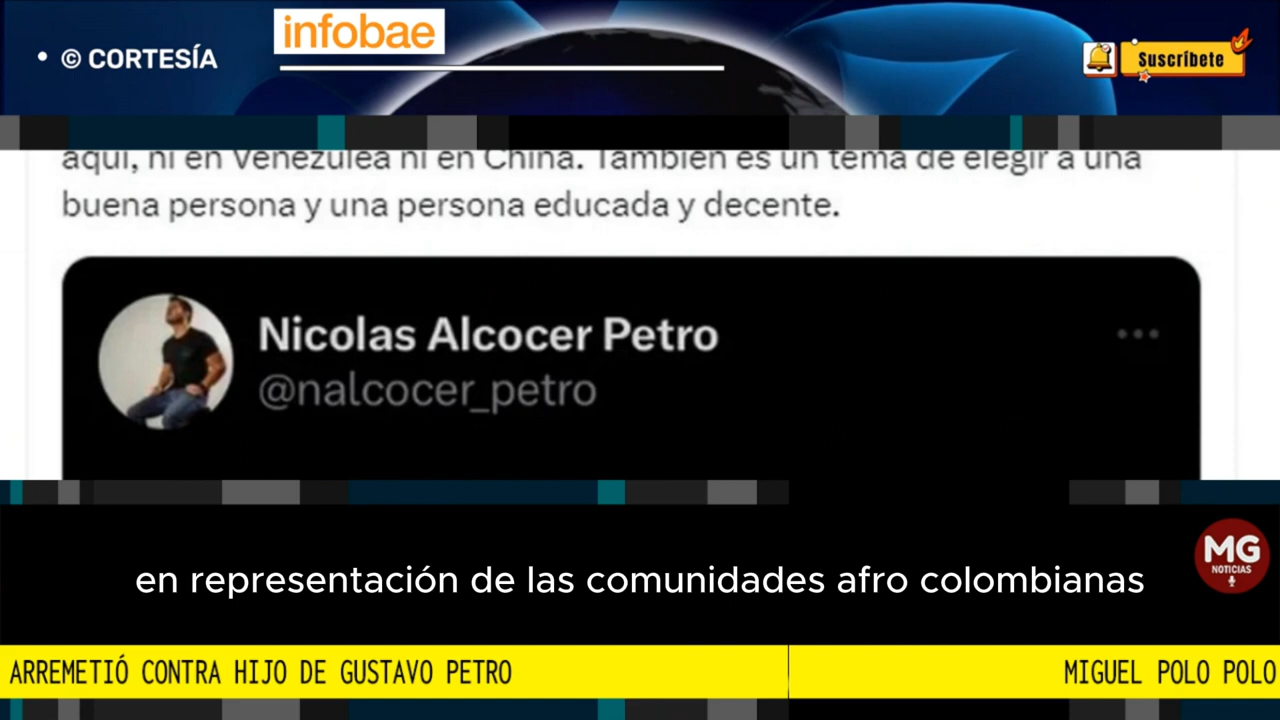 • © CORTESÍA
infobae
Suscríbete
aquí, ni en Venezulea ni en China. También es un tema de elegir a una
buena persona y una persona educada y decente.
Nicolas Alcocer Petro
@nalcocer_petro
MG
NOTICIAS
en representación de las comunidades afro colombianas
ARREMETIÓ CONTRA HIJO DE GUSTAVO PETRO
MIGUEL POLO POLO